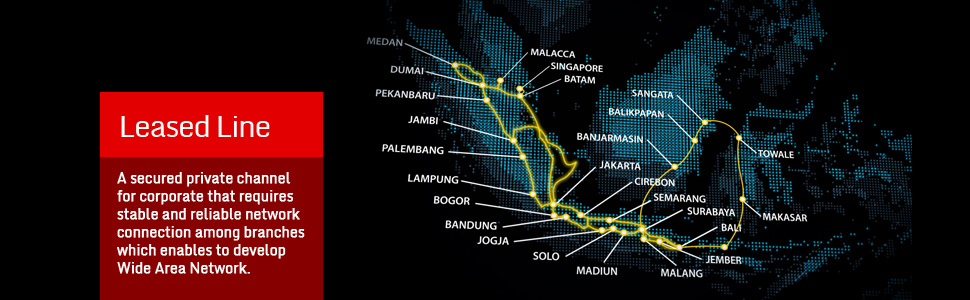 Leased Line
A secured private channel
for corporate that requires
stable and reliable network
connection among branches
which enables to develop
Wide Area Network.
MEDAN
DUMAI
PEKANBARU
JAMBI
PALEMBANG
LAMPUNG
BOGOR
BANDUNG
JOGJA
SOLO
MADIUN
MALACCA
SINGAPORE
BATAM
SANGATA
BALIKPAPAN
BANJARMASIN
TOWALE
JAKARTA
CIREBON
SEMARANG
SURABAYA
MAKASAR
BALI
JEMBER
MALANG